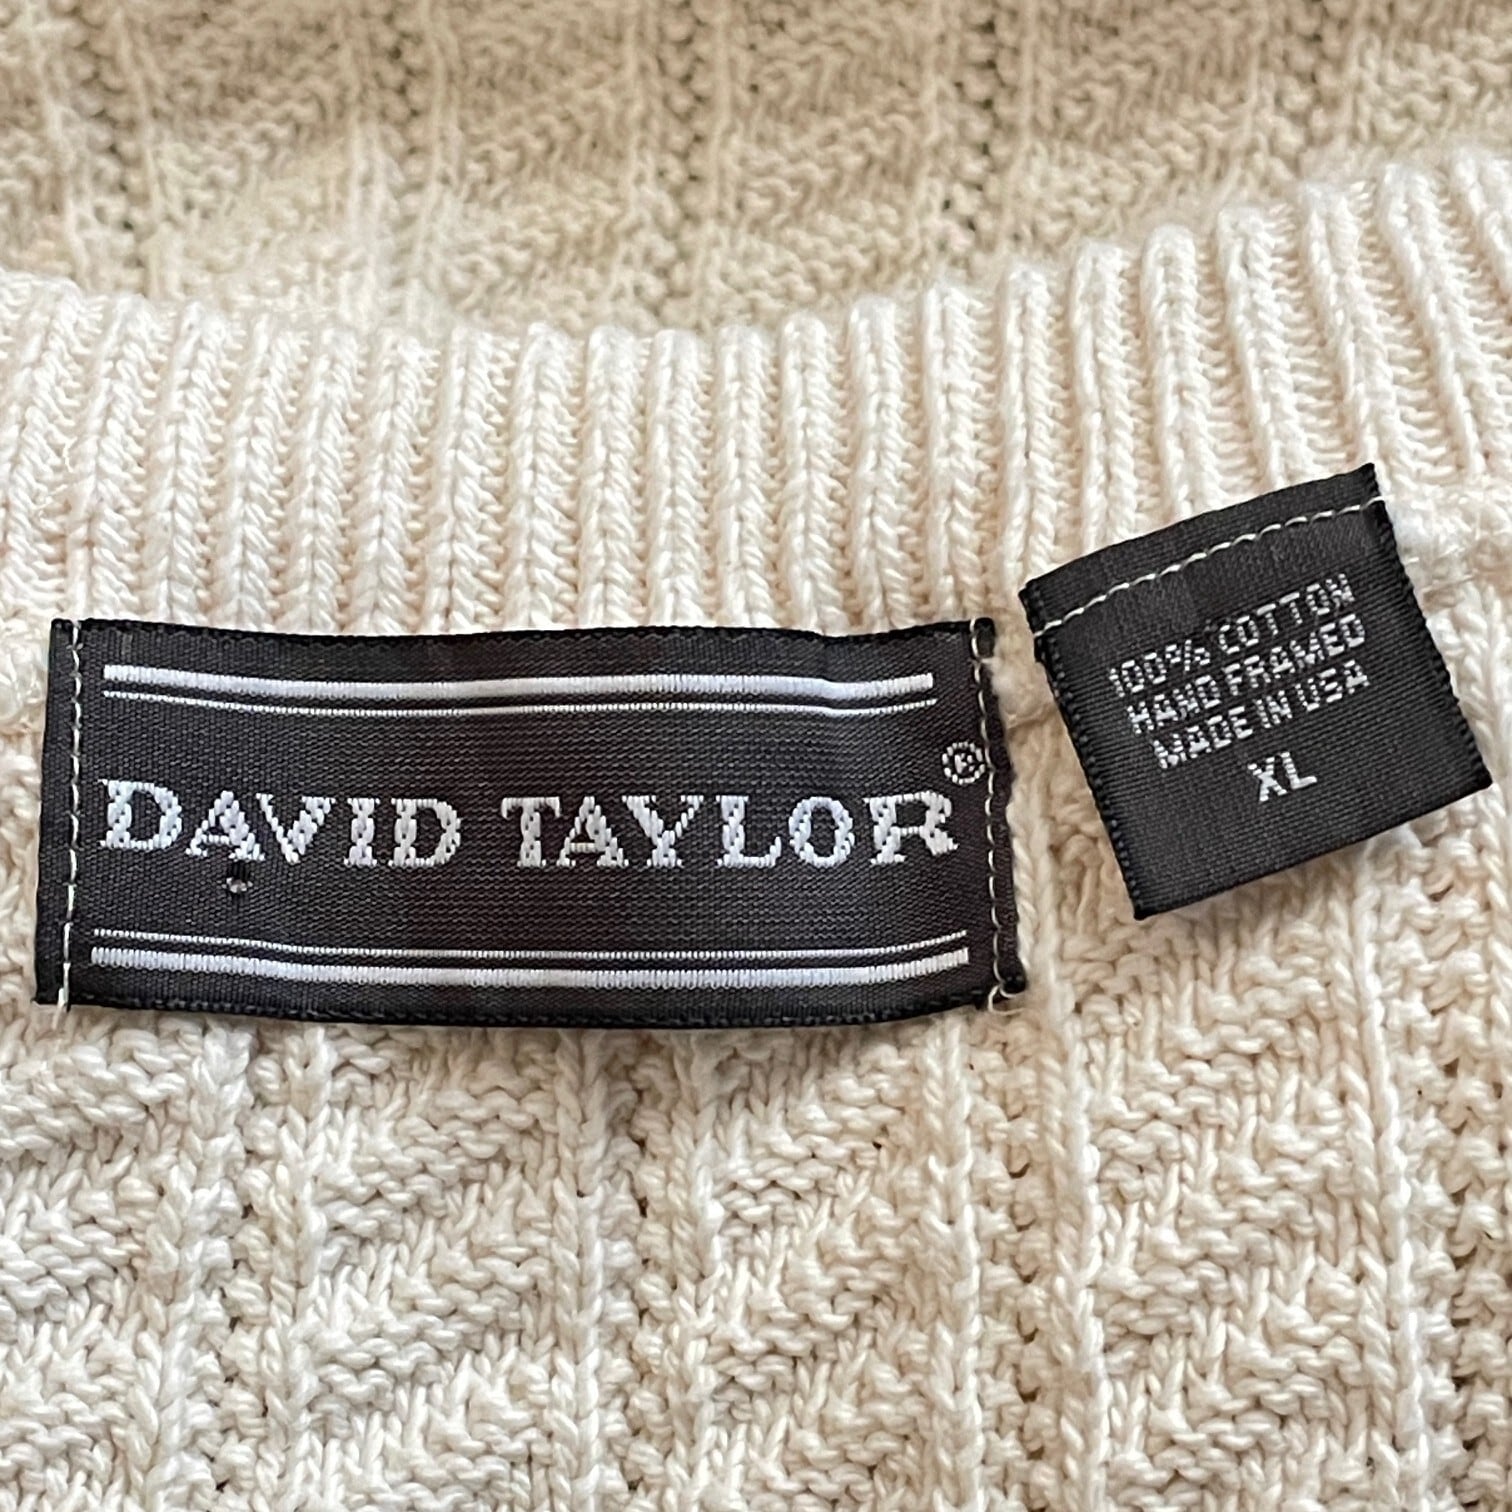 DAVID TAYLOR®
100% COTTON
HAND FRAMED
MADE IN USA
XL